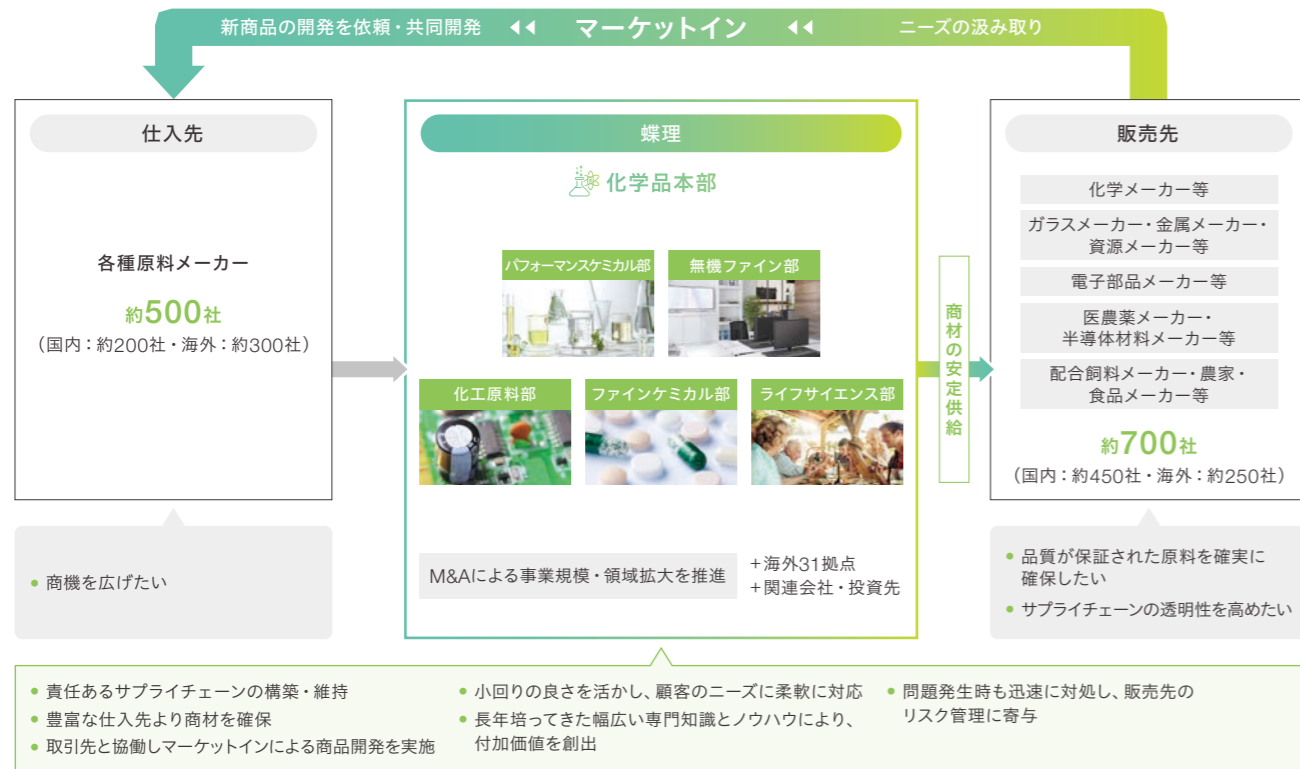 新商品の開発を依頼・共同開発
マーケットイン
ニーズの汲み取り
仕入先
各種原料メーカー
約500社
（国内：約200社・海外：約300社）
商機を広げたい
蝶理
化学品本部
パフォーマンスケミカル部
無機ファイン部
化工原料部
ファインケミカル部
ライフサイエンス部
M&Aによる事業規模・領域拡大を推進
+海外31拠点
+関連会社・投資先
商材の安定供給
販売先
化学メーカー等
ガラスメーカー・金属メーカー・
資源メーカー等
電子部品メーカー等
医農薬メーカー・
半導体材料メーカー等
配合飼料メーカー・農家・
食品メーカー等
約700社
（国内：約450社・海外：約250社）
品質が保証された原料を確実に
確保したい
サプライチェーンの透明性を高めたい
責任あるサプライチェーンの構築・維持
豊富な仕入先より商材を確保
取引先と協働しマーケットインによる商品開発を実施
小回りの良さを活かし、顧客のニーズに柔軟に対応
長年培ってきた幅広い専門知識とノウハウにより、
付加価値を創出
問題発生時も迅速に対処し、販売先の
リスク管理に寄与